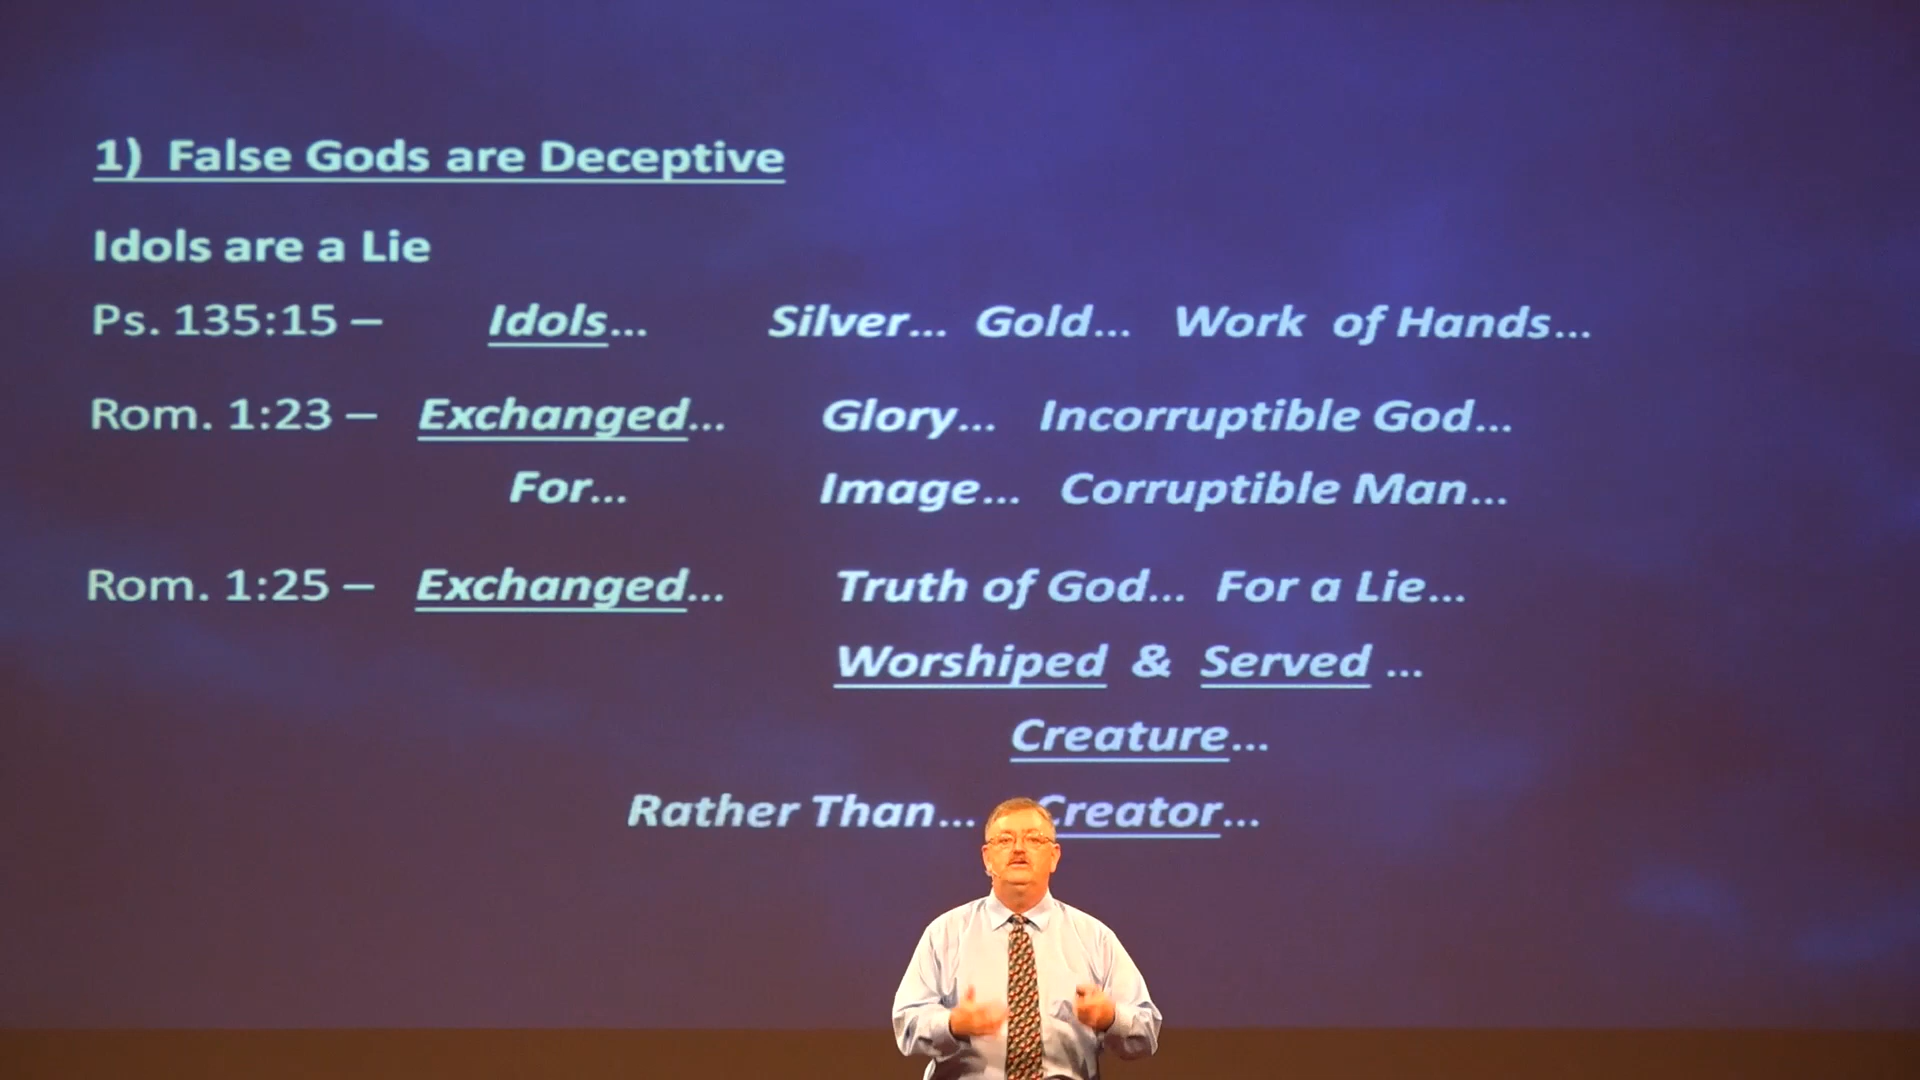 1) False Gods are Deceptive
Idols are a Lie
Ps. 135:15 – Idols... Silver... Gold... Work of Hands...
Rom. 1:23 – Exchanged... Glory... Incorruptible God...
For... Image... Corruptible Man...
Rom. 1:25 – Exchanged... Truth of God... For a Lie...
Worshiped & Served ...
Creature...
Rather Than... Creator...